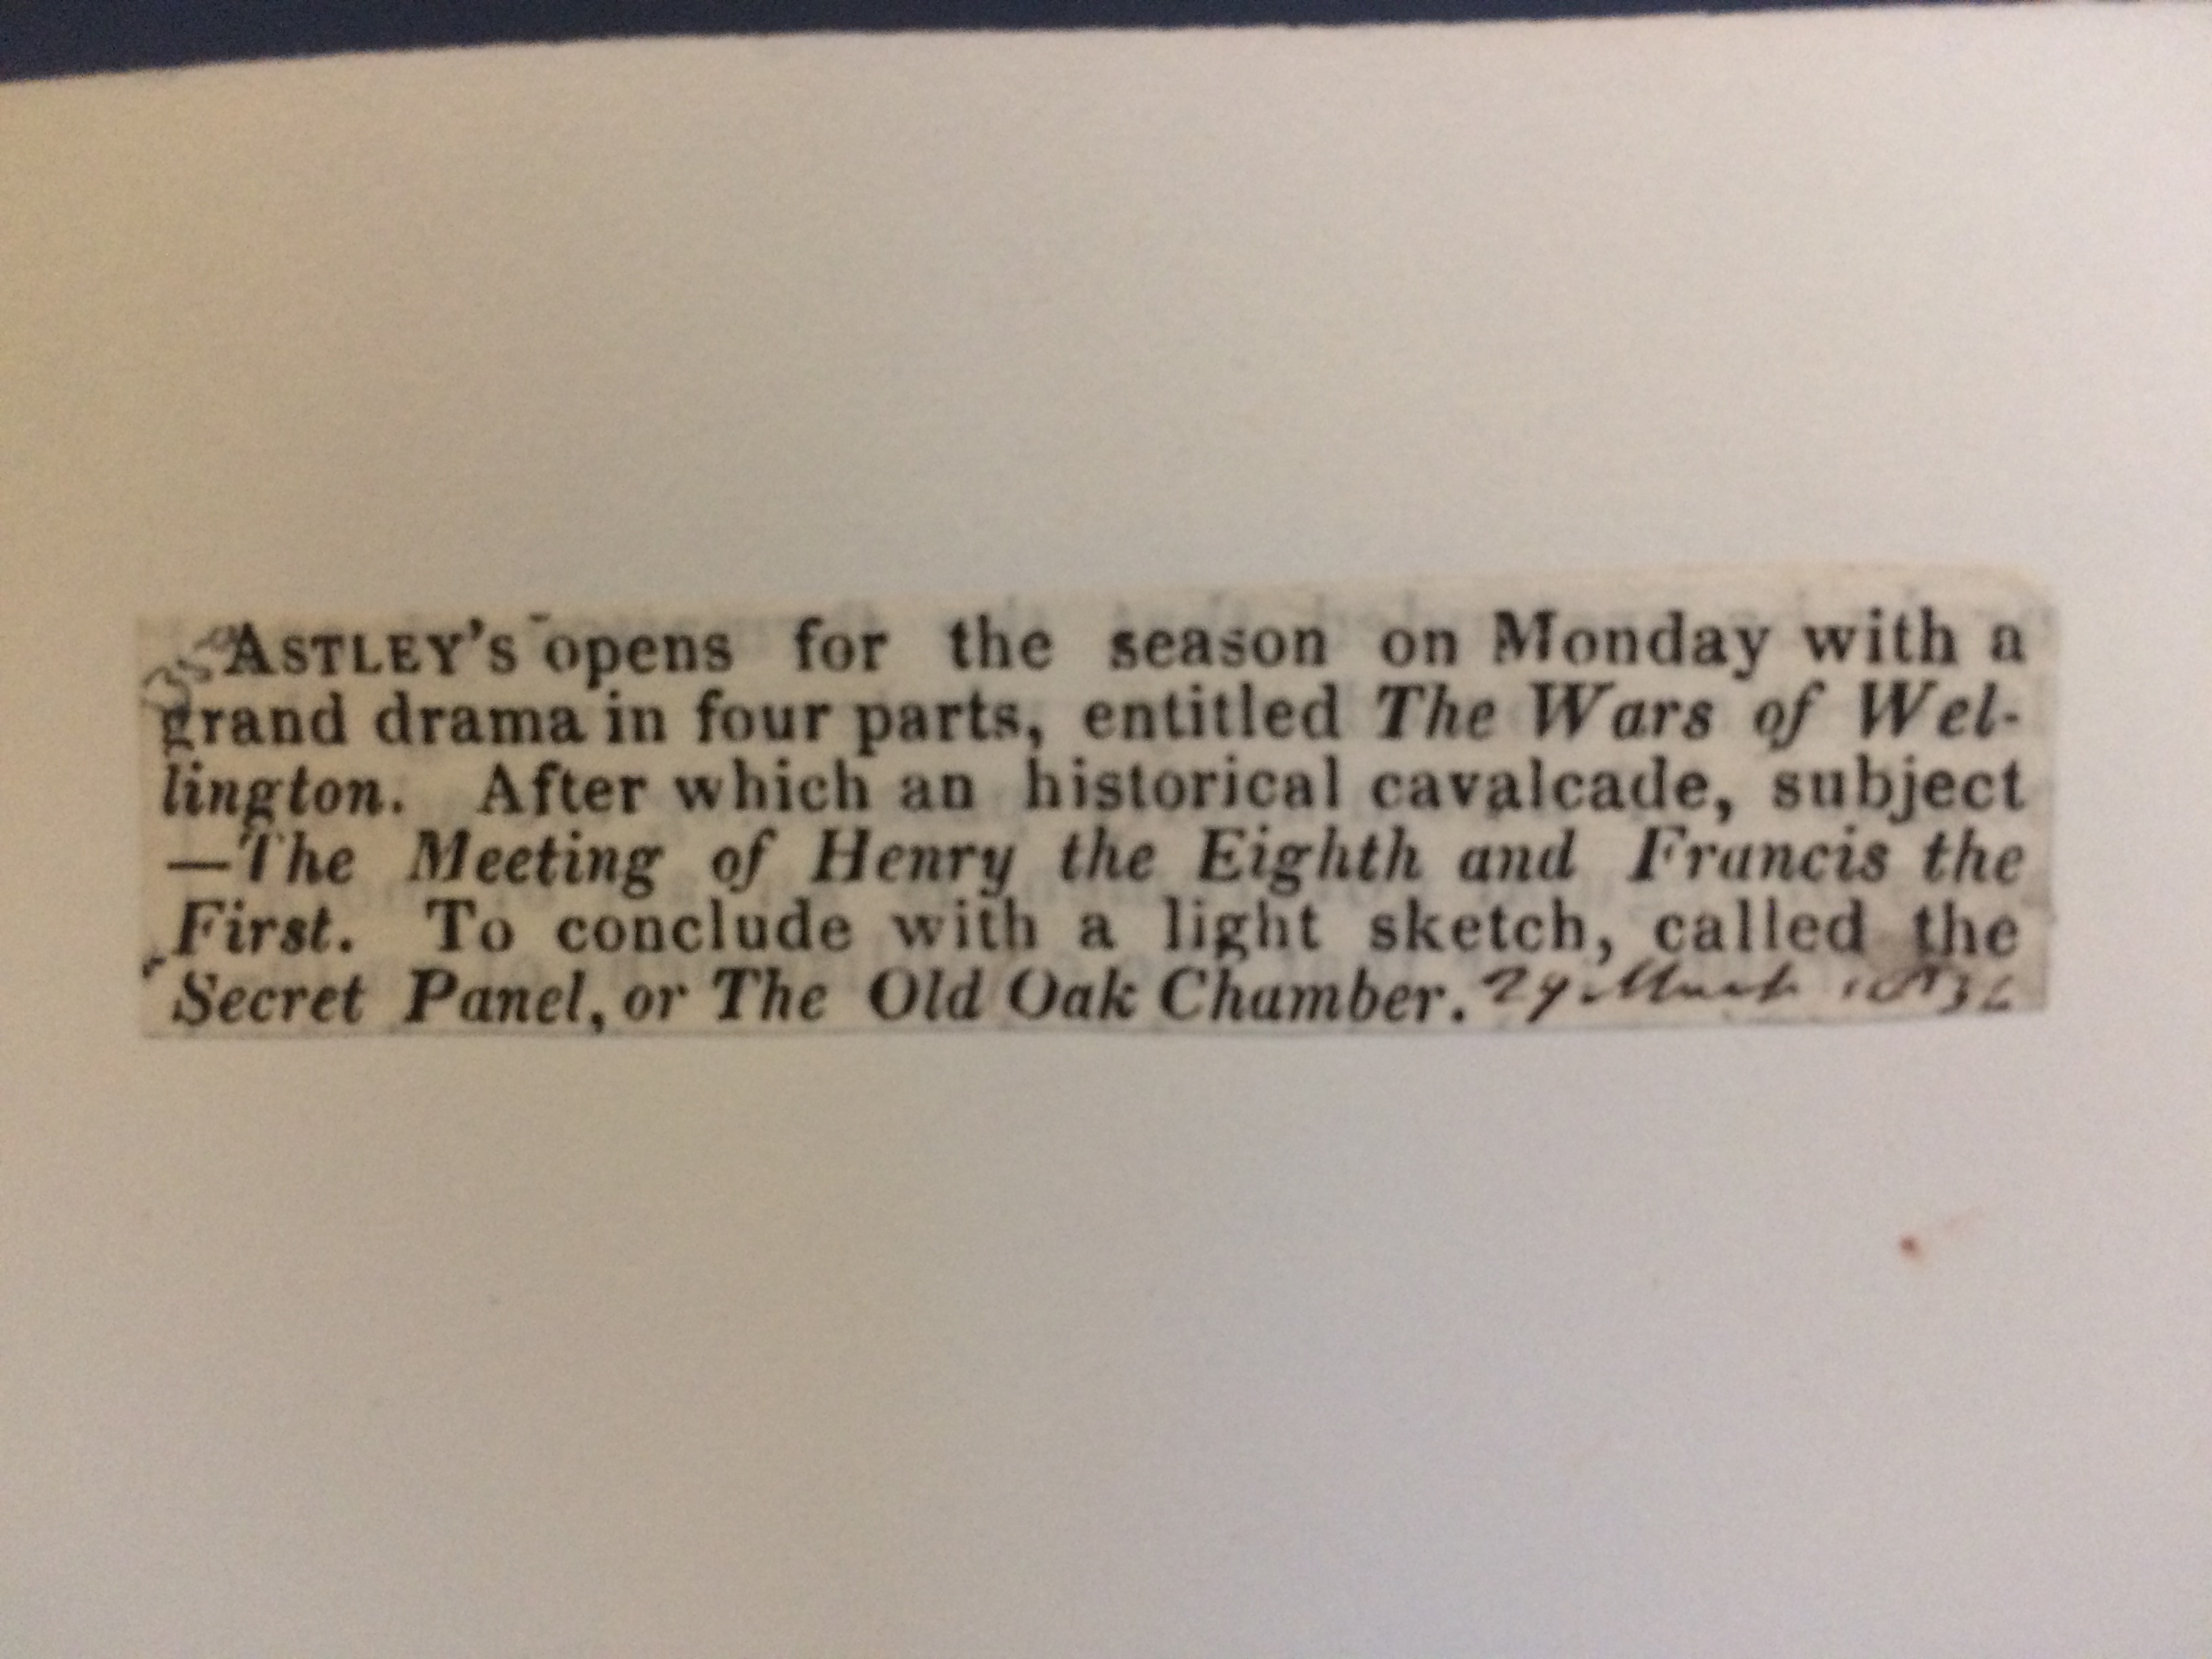 ASTLEY'S opens for the season on Monday with a
grand drama in four parts, entitled The Wars of Wel-
lington. After which an historical cavalcade, subject
—The Meeting of Henry the Eighth and Francis the
First. To conclude with a light sketch, called the
Secret Panel, or The Old Oak Chamber. 29 March